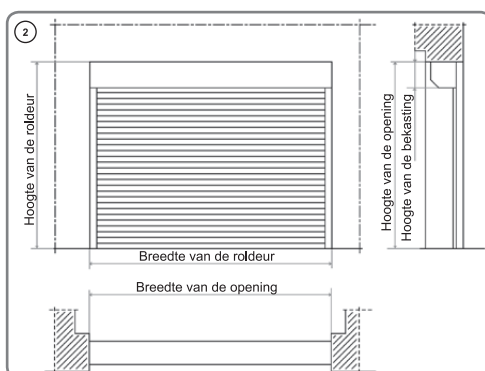 2
Hoogte van de roldeur
Breedte van de roldeur
Hoogte van de opening
Hoogte van de bekasting
Breedte van de opening